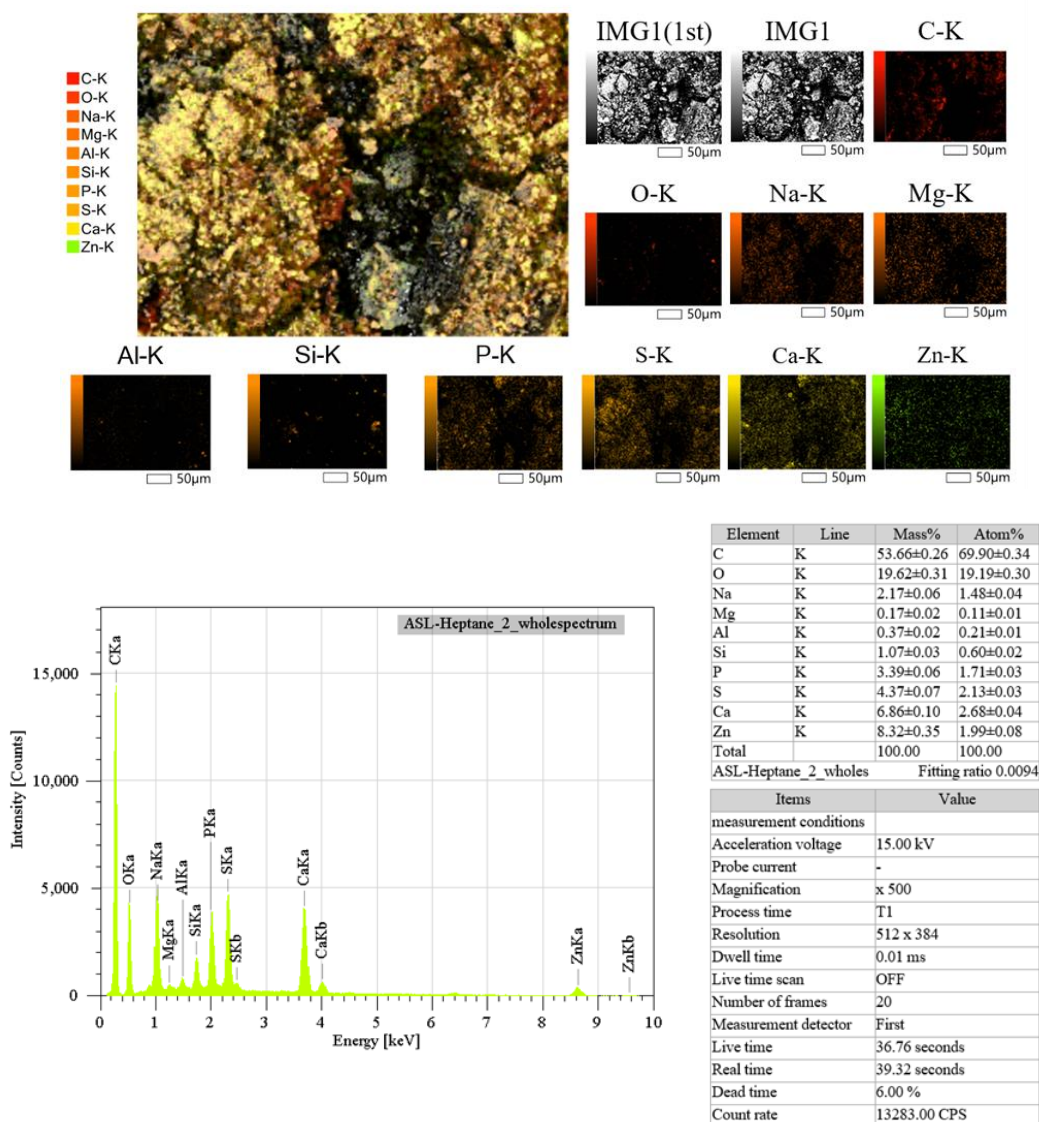 IMG1(1st) IMG1 C-K
C-K
O-K
Na-K
Mg-K
Al-K
Si-K
P-K
S-K
Ca-K
Zn-K
50μm 50μm 50μm
O-K Na-K Mg-K
50μm 50μm 50μm
Al-K Si-K P-K S-K Ca-K Zn-K
50μm 50μm 50μm 50μm 50μm 50μm
ASL-Heptane_2_wholespectrum
Intensity [Counts]
15,000
10,000
5,000
0
CKa
OKa
NaKa
MgKa
AlKa
SiKa
PKa
SKa
SKb
CaKa
CaKb
ZnKa
ZnKb
0 1 2 3 4 5 6 7 8 9 10
Energy [keV]
Element Line Mass% Atom%
C K 53.66±0.26 69.90±0.34
O K 19.62±0.31 19.19±0.30
Na K 2.17±0.06 1.48±0.04
Mg K 0.17±0.02 0.11±0.01
Al K 0.37±0.02 0.21±0.01
Si K 1.07±0.03 0.60±0.02
P K 3.39±0.06 1.71±0.03
S K 4.37±0.07 2.13±0.03
Ca K 6.86±0.10 2.68±0.04
Zn K 8.32±0.35 1.99±0.08
Total 100.00 100.00
ASL-Heptane_2_wholes Fitting ratio 0.0094
Items Value
measurement conditions
Acceleration voltage 15.00 kV
Probe current -
Magnification x 500
Process time T1
Resolution 512 x 384
Dwell time 0.01 ms
Live time scan OFF
Number of frames 20
Measurement detector First
Live time 36.76 seconds
Real time 39.32 seconds
Dead time 6.00 %
Count rate 13283.00 CPS